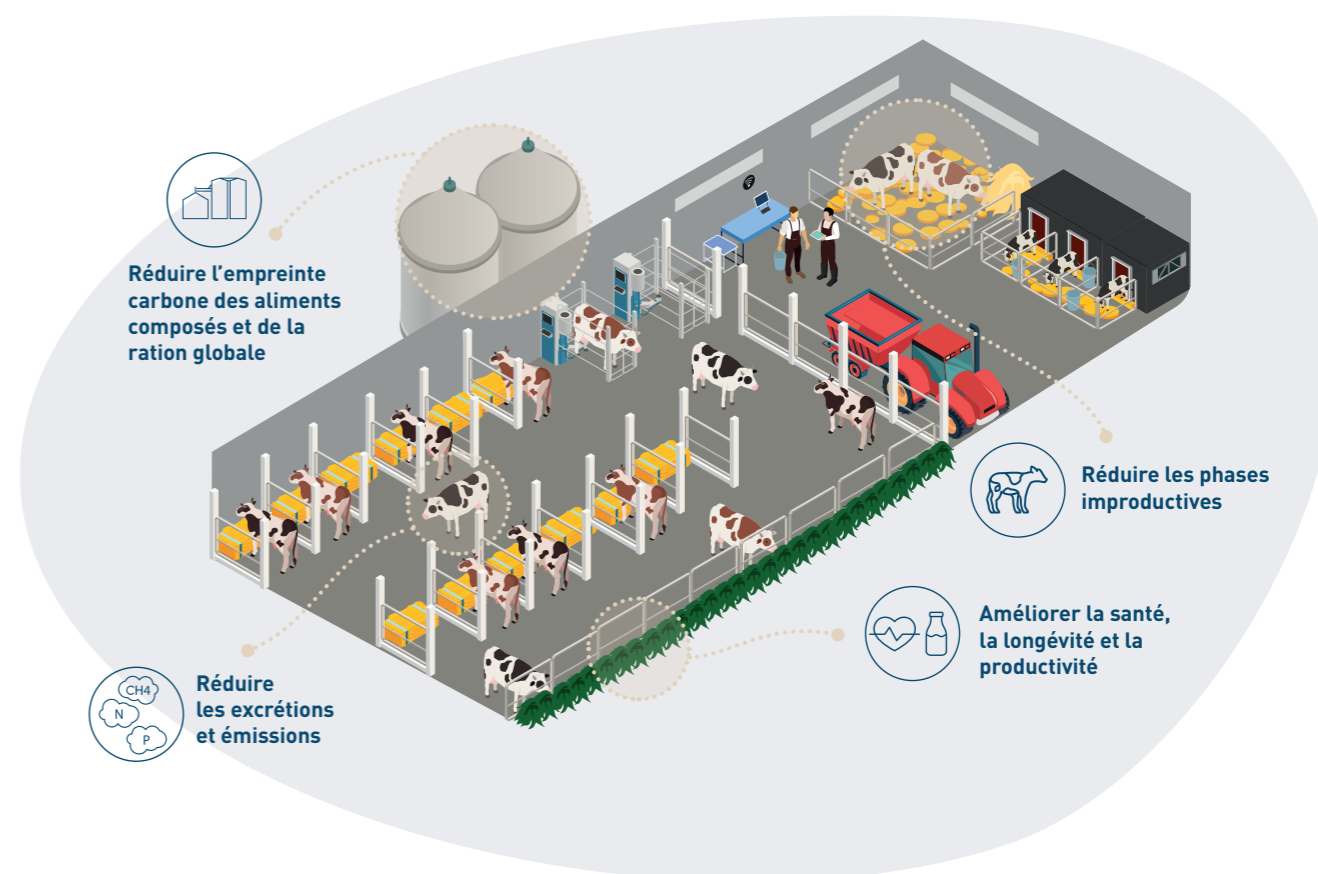 Réduire l’empreinte
carbone des aliments
composés et de la
ration globale
Réduire les phases
improductives
Améliorer la santé,
la longévité et la
productivité
Réduire
les excrétions
et émissions
CH4
N
P